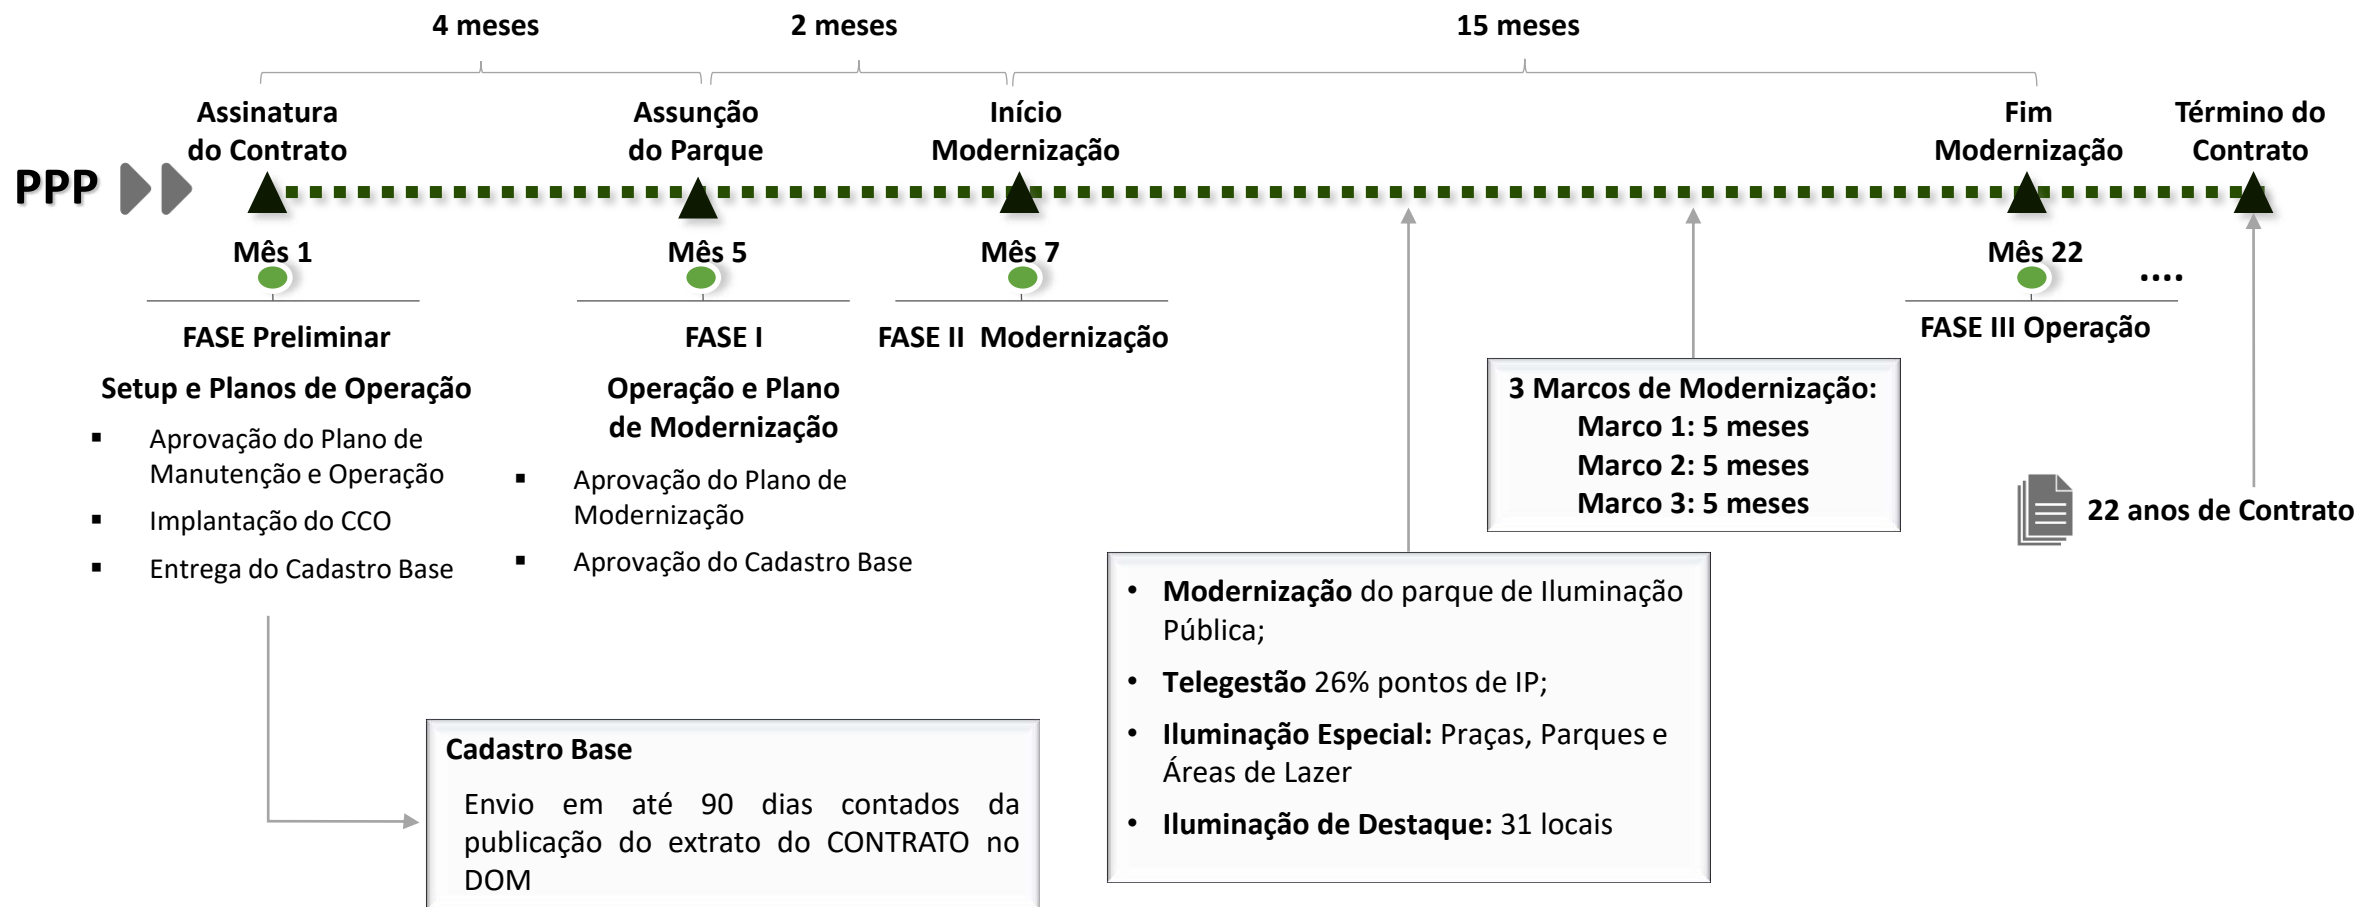 4 meses
2 meses
15 meses
Assinatura
do Contrato
Assunção
do Parque
Início
Modernização
Fim
Modernização
Término do
Contrato
PPP
Mês 1
Mês 5
Mês 7
Mês 22
....
FASE Preliminar
FASE I
FASE II  Modernização
FASE III Operação
Setup e Planos de Operação
▪ Aprovação do Plano de
Manutenção e Operação
▪ Implantação do CCO
▪ Entrega do Cadastro Base
Operação e Plano
de Modernização
▪ Aprovação do Plano de
Modernização
▪ Aprovação do Cadastro Base
3 Marcos de Modernização:
Marco 1: 5 meses
Marco 2: 5 meses
Marco 3: 5 meses
22 anos de Contrato
• Modernização do parque de Iluminação
Pública;
• Telegestão 26% pontos de IP;
• Iluminação Especial: Praças, Parques e
Áreas de Lazer
• Iluminação de Destaque: 31 locais
Cadastro Base
Envio em até 90 dias contados da
publicação do extrato do CONTRATO no
DOM